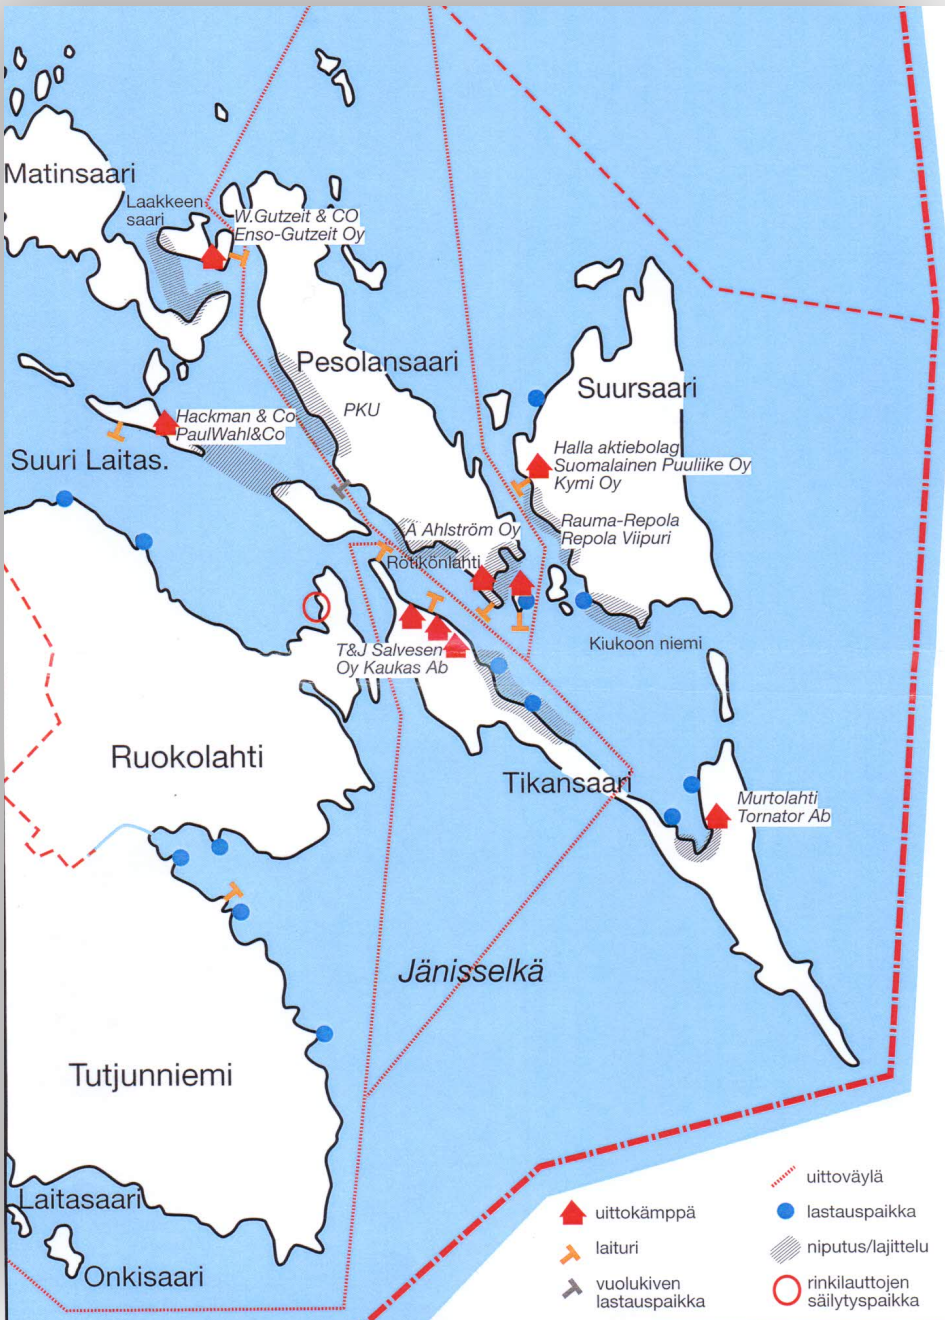 Matinsaari
Laakkeen
saari
W.Gutzeit & CO
Enso-Gutzeit Oy
Pesolansaari
Suursaari
PKU
Hackman & Co
PaulWahl&Co
Suuri Laitas.
Halla aktiebolag
Suomalainen Puuliike Oy
Kymi Oy
Rauma-Repola
Repola Viipuri
A Ahlström Oy
Rötikönlahti
Kiukoon niemi
T&J Salvesen
Oy Kaukas Ab
Ruokolahti
Tikansaari
Murtolahti
Tornator Ab
Jänisselkä
Tutjunniemi
Laitasaari
Onkisaari
uittokämppä
laituri
vuolukiven
lastauspaikka
uittoväylä
lastauspaikka
niputus/lajittelu
rinkilauttojen
säilytyspaikka